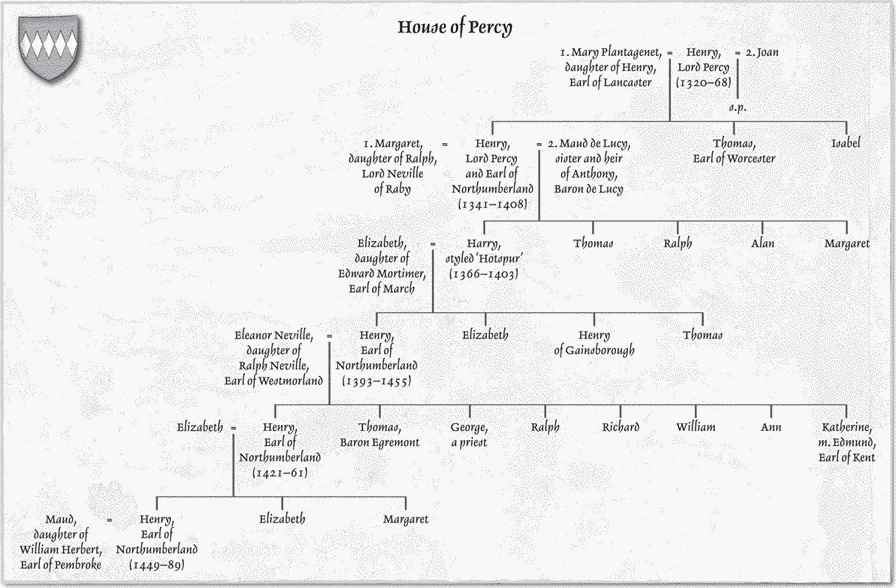 House of Percy
1. Mary Plantagenet,
daughter of Henry,
Earl of Lancaster
=
Henry,
Lord Percy
(1320–68)
=
2. Joan
s.p.
1. Margaret,
daughter of Ralph,
Lord Neville
of Raby
=
Henry,
Lord Percy
and Earl of
Northumberland
(1341–1408)
=
2. Maud de Lucy,
sister and heir
of Anthony,
Baron de Lucy
Thomas,
Earl of Worcester
Isabel
Elizabeth,
daughter of
Edward Mortimer,
Earl of March
=
Harry,
styled 'Hotspur'
(1366–1403)
Thomas
Ralph
Alan
Margaret
Eleanor Neville,
daughter of
Ralph Neville,
Earl of Westmorland
=
Henry,
Earl of
Northumberland
(1393–1455)
Elizabeth
Henry
of Gainsborough
Thomas
Elizabeth
=
Henry,
Earl of
Northumberland
(1421–61)
Thomas,
Baron Egremont
George,
a priest
Ralph
Richard
William
Ann
Katherine,
m. Edmund,
Earl of Kent
Maud,
daughter of
William Herbert,
Earl of Pembroke
=
Henry,
Earl of
Northumberland
(1449–89)
Elizabeth
Margaret